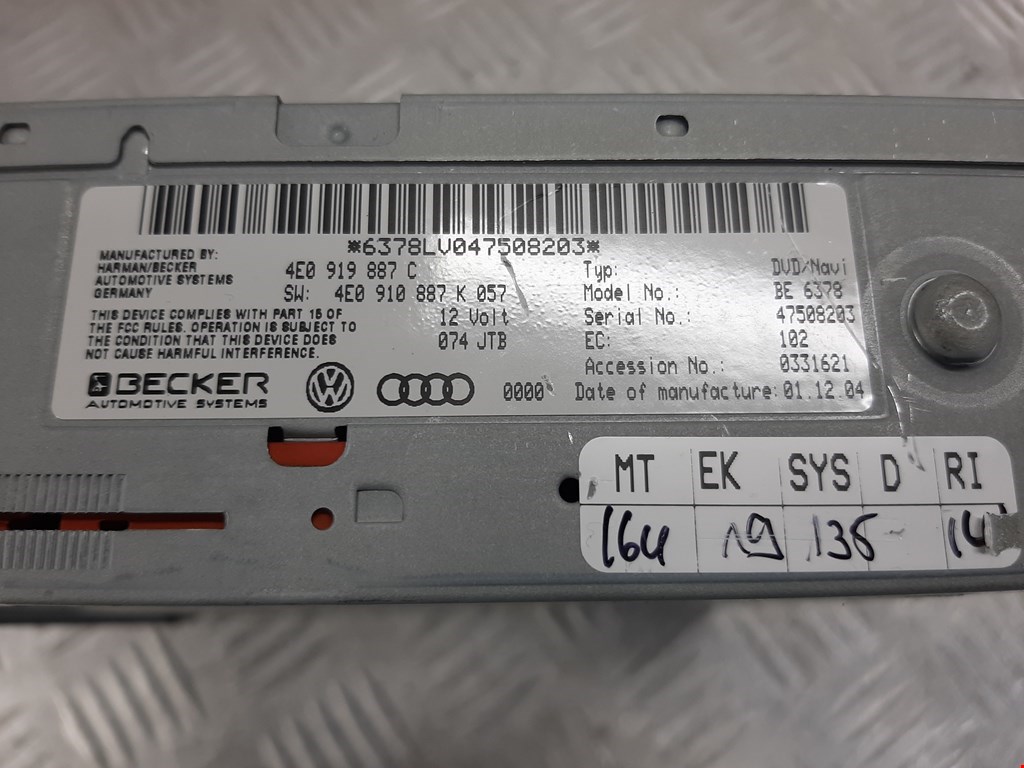 *6378LV047508203*
MANUFACTURED BY:
HARMAN/BECKER
AUTOMOTIVE SYSTEMS
GERMANY
THIS DEVICE COMPLIES WITH PART 15 OF
THE FCC RULES. OPERATION IS SUBJECT TO
THE CONDITION THAT THIS DEVICE DOES
NOT CAUSE HARMFUL INTERFERENCE.
BECKER
AUTOMOTIVE SYSTEMS
4E0 919 887 C
SW: 4E0 910 887 K 057
12 Volt
074 JTB
0000
Typ: DVD/Navi
Model No.: BE 6378
Serial No.: 47508203
EC: 102
Accession No.: 0331621
Date of manufacture: 01.12.04
MT EK SYS D RI
164 19 136 14